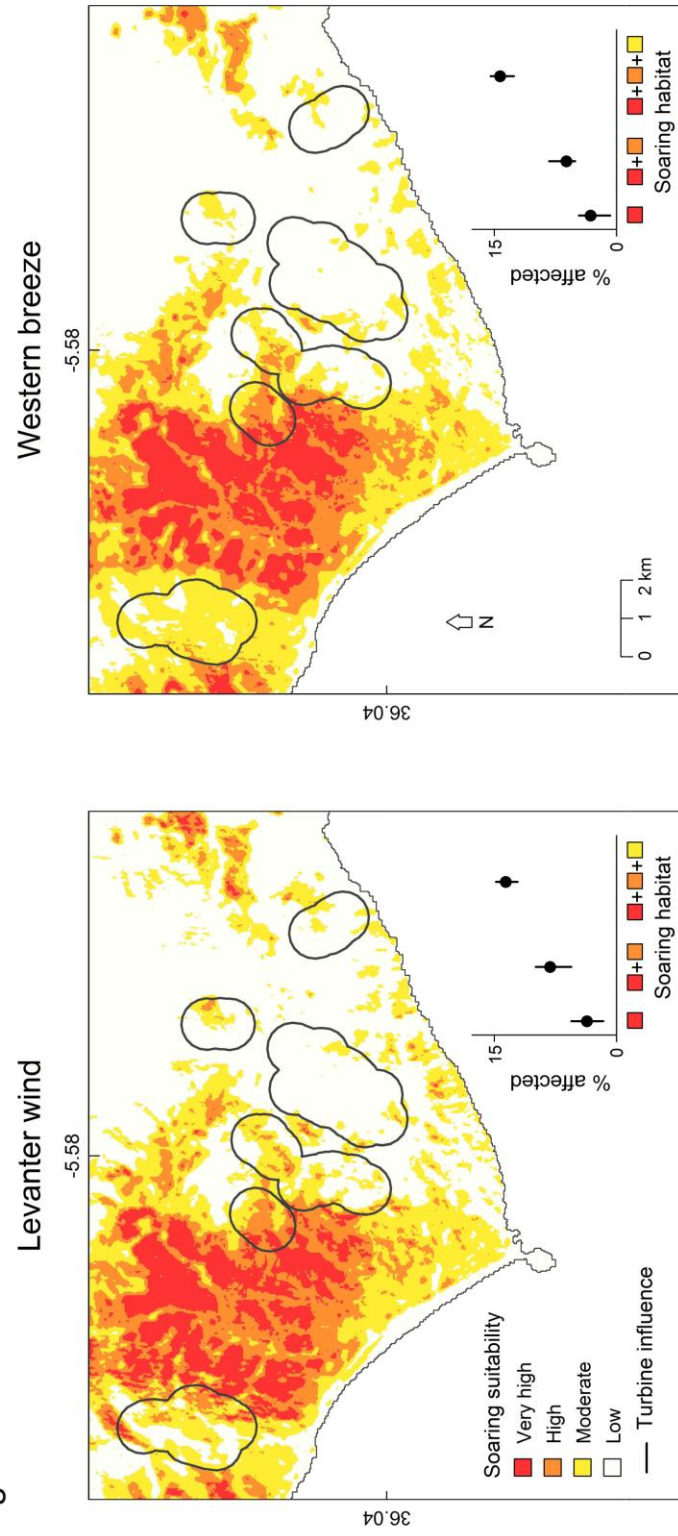 Levanter wind
-5.58
36.04
Soaring suitability
Very high
High
Moderate
Low
Turbine influence
% affected
15
0
+
+
+
Soaring habitat
Western breeze
-5.58
36.04
N
0 1 2 km
% affected
15
0
+
+
+
Soaring habitat